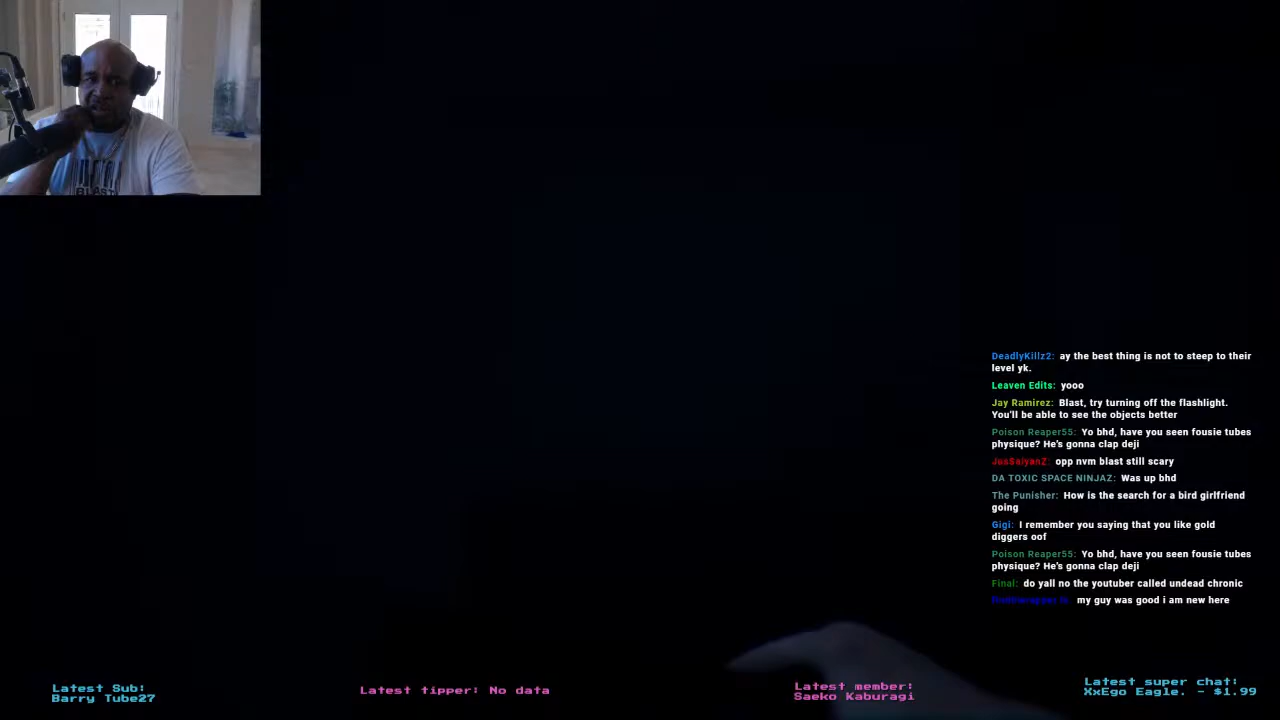 BLAST
DeadlyKillz2: ay the best thing is not to steep to their
level yk.
Leaven Edits: yooo
Jay Ramirez: Blast, try turning off the flashlight.
You'll be able to see the objects better
Poison Reaper55: Yo bhd, have you seen fousie tubes
physique? He's gonna clap deji
JoaSaiyanZ: opp nvm blast still scary
DA TOXIC SPACE NINJAZ: Was up bhd
The Punisher: How is the search for a bird girlfriend
going
Gigi: I remember you saying that you like gold
diggers oof
Poison Reaper55: Yo bhd, have you seen fousie tubes
physique? He's gonna clap deji
Final: do yall no the youtuber called undead chronic
my guy was good i am new here
Latest Sub:
Barry Tube27
Latest tipper: No data
Latest member:
Saeko Kaburagi
Latest super chat:
XxEgo Eagle. - $1.99